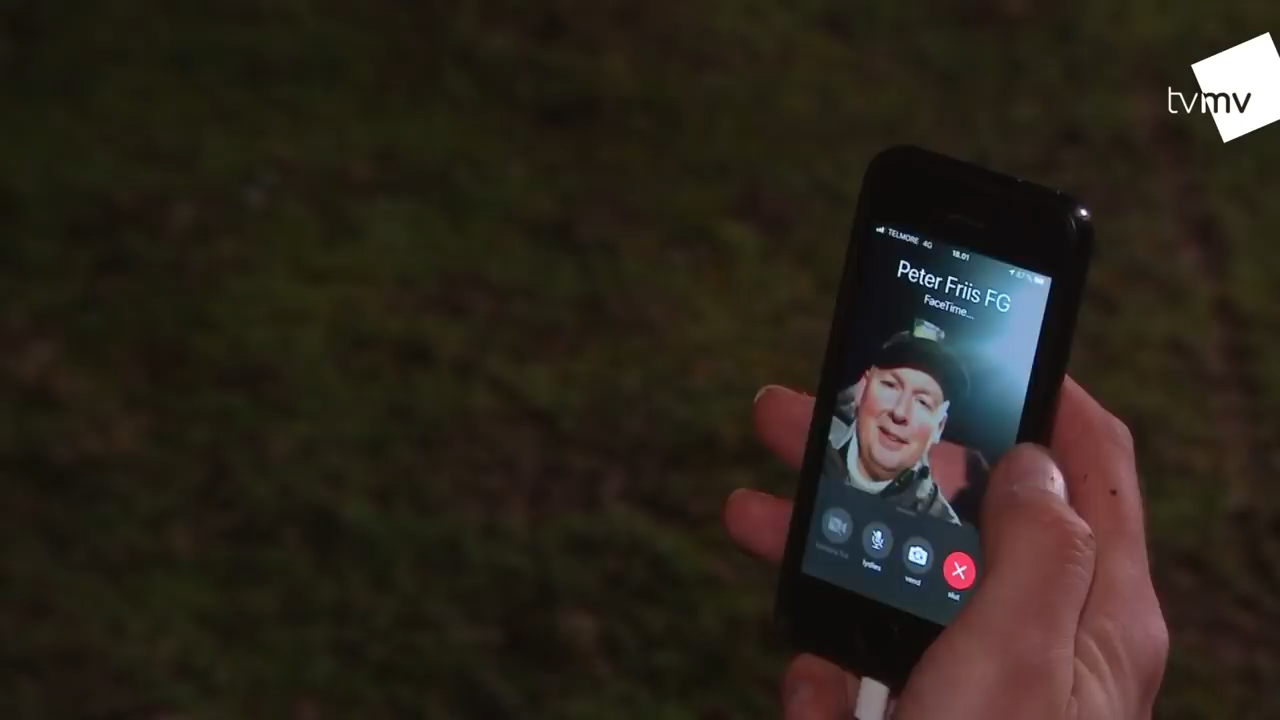 tvmv
TELMORE 4G
18.01
Peter Friis FG
FaceTime...
lydløs
vend
slut